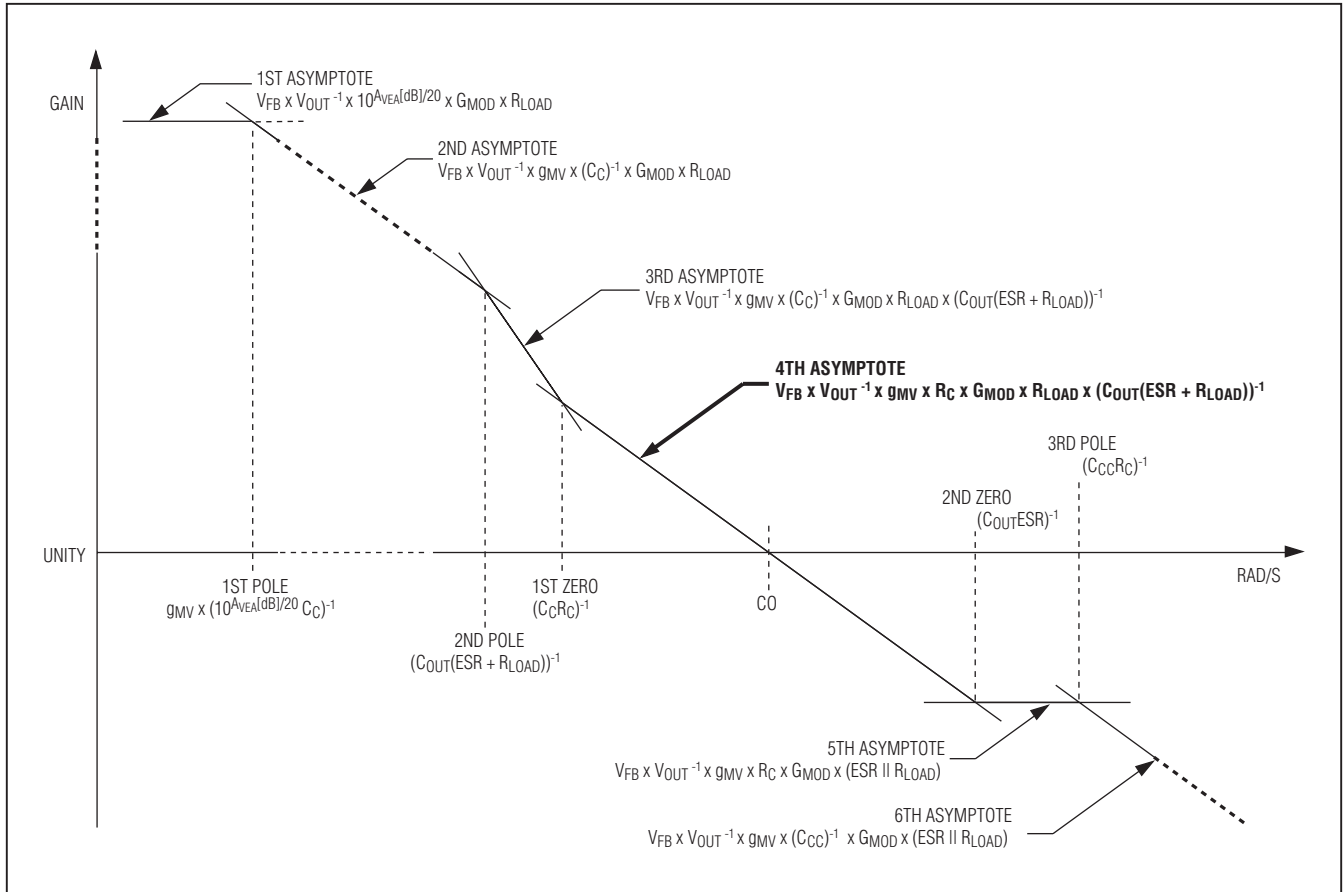 1ST ASYMPTOTE
VFB x VOUT -1 x 10AVEA[dB]/20 x GMOD x RLOAD
GAIN
2ND ASYMPTOTE
VFB x VOUT -1 x gMV x (CC)-1 x GMOD x RLOAD
3RD ASYMPTOTE
VFB x VOUT -1 x gMV x (CC)-1 x GMOD x RLOAD x (COUT(ESR + RLOAD))-1
4TH ASYMPTOTE
VFB x VOUT -1 x gMV x RC x GMOD x RLOAD x (COUT(ESR + RLOAD))-1
3RD POLE
(CCCRC)-1
2ND ZERO
(COUTESR)-1
UNITY
RAD/S
1ST POLE
gMV x (10AVEA[dB]/20 CC)-1
1ST ZERO
(CCRC)-1
CO
2ND POLE
(COUT(ESR + RLOAD))-1
5TH ASYMPTOTE
VFB x VOUT -1 x gMV x RC x GMOD x (ESR || RLOAD)
6TH ASYMPTOTE
VFB x VOUT -1 x gMV x (CCC)-1 x GMOD x (ESR || RLOAD)